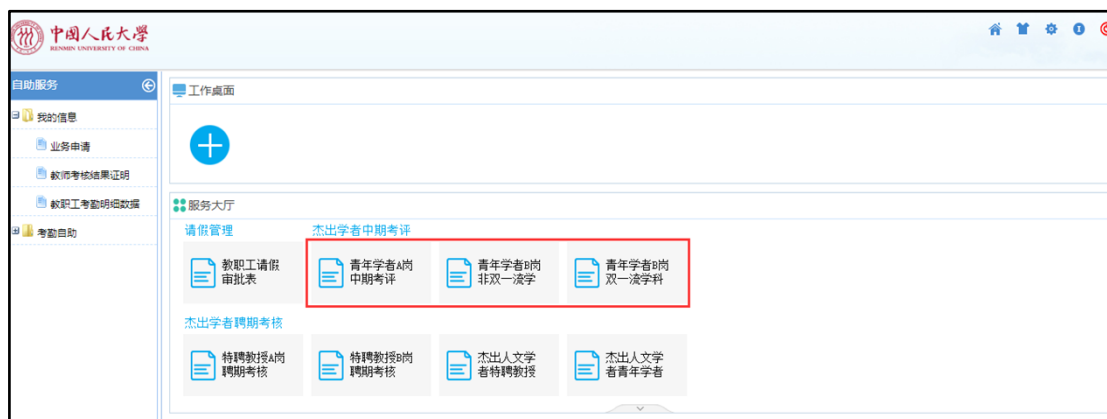 中国人民大學
RENMIN UNIVERSITY OF CHINA
自助服务
我的信息
业务申请
教师考核结果证明
教职工考勤明细数据
考勤自助
工作桌面
服务大厅
请假管理
杰出学者中期考评
教职工请假
审批表
青年学者A岗
中期考评
青年学者B岗
非双一流学
青年学者B岗
双一流学科
杰出学者聘期考核
特聘教授A岗
聘期考核
特聘教授B岗
聘期考核
杰出人文学
者特聘教授
杰出人文学
者青年学者